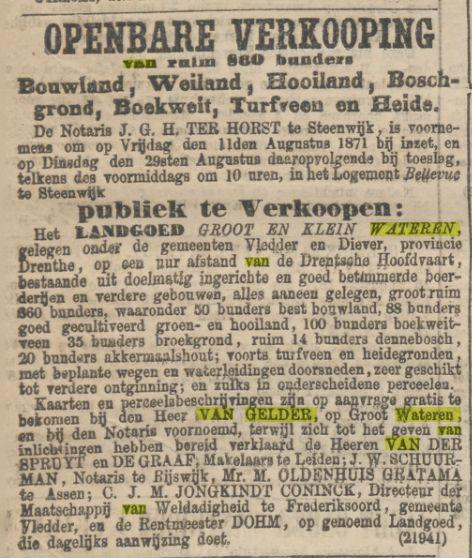 OPENBARE VERKOOPING
van ruim 860 bunders
Bouwland, Weiland, Hooiland, Bosch-
grond, Boekweit, Turfveen en Heide.
De Notaris J. G. H. TER HORST te Steenwijk, is voorne-
mens om op Vrijdag den 11den Augustus 1871 bij inzet, en
op Dinsdag den 29sten Augustus daaropvolgende bij toeslag,
telkens des voormiddags om 10 uren, in het Logement Bellevue
te Steenwijk
publiek te Verkoopen:
Het LANDGOED GROOT EN KLEIN WATEREN,
gelegen onder de gemeenten Vledder en Diever, provincie
Drenthe, op een uur afstand van de Drentsche Hoofdvaart,
bestaande uit doelmatig ingerichte en goed betimmerde boer-
derijen en verdere gebouwen, alles aaneen gelegen, groot ruim
860 bunders, waaronder 50 bunders best bouwland, 88 bunders
goed gecultiveerd groen- en hooiland, 100 bunders boekweit-
veen 35 bunders broekgrond, ruim 14 bunders dennebosch,
20 bunders akkermaalshout; voorts turfveen en heidegronden,
met beplante wegen en waterleidingen doorsneden, zeer geschikt
tot verdere ontginning; en zulks in onderscheidene perceelen.
Kaarten en perceelsbeschrijvingen zijn op aanvrage gratis te
bekomen bij den Heer VAN GELDER, op Groot Wateren,
en bij den Notaris voornoemd, terwijl zich tot het geven van
inlichtingen hebben bereid verklaard de Heeren VAN DER
SPRUYT en DE GRAAF, Makelaars te Leiden; J. W. SCHUUR-
MAN, Notaris te Rijswijk, Mr. M. OLDENHUIS GRATAMA
te Assen; C. J. M. JONGKINDT CONINCK, Directeur der
Maatschappij van Weldadigheid te Frederiksoord, gemeente
Vledder, en de Rentmeester DOHM, op genoemd Landgoed,
die dagelijks aanwijzing doet. (21941)